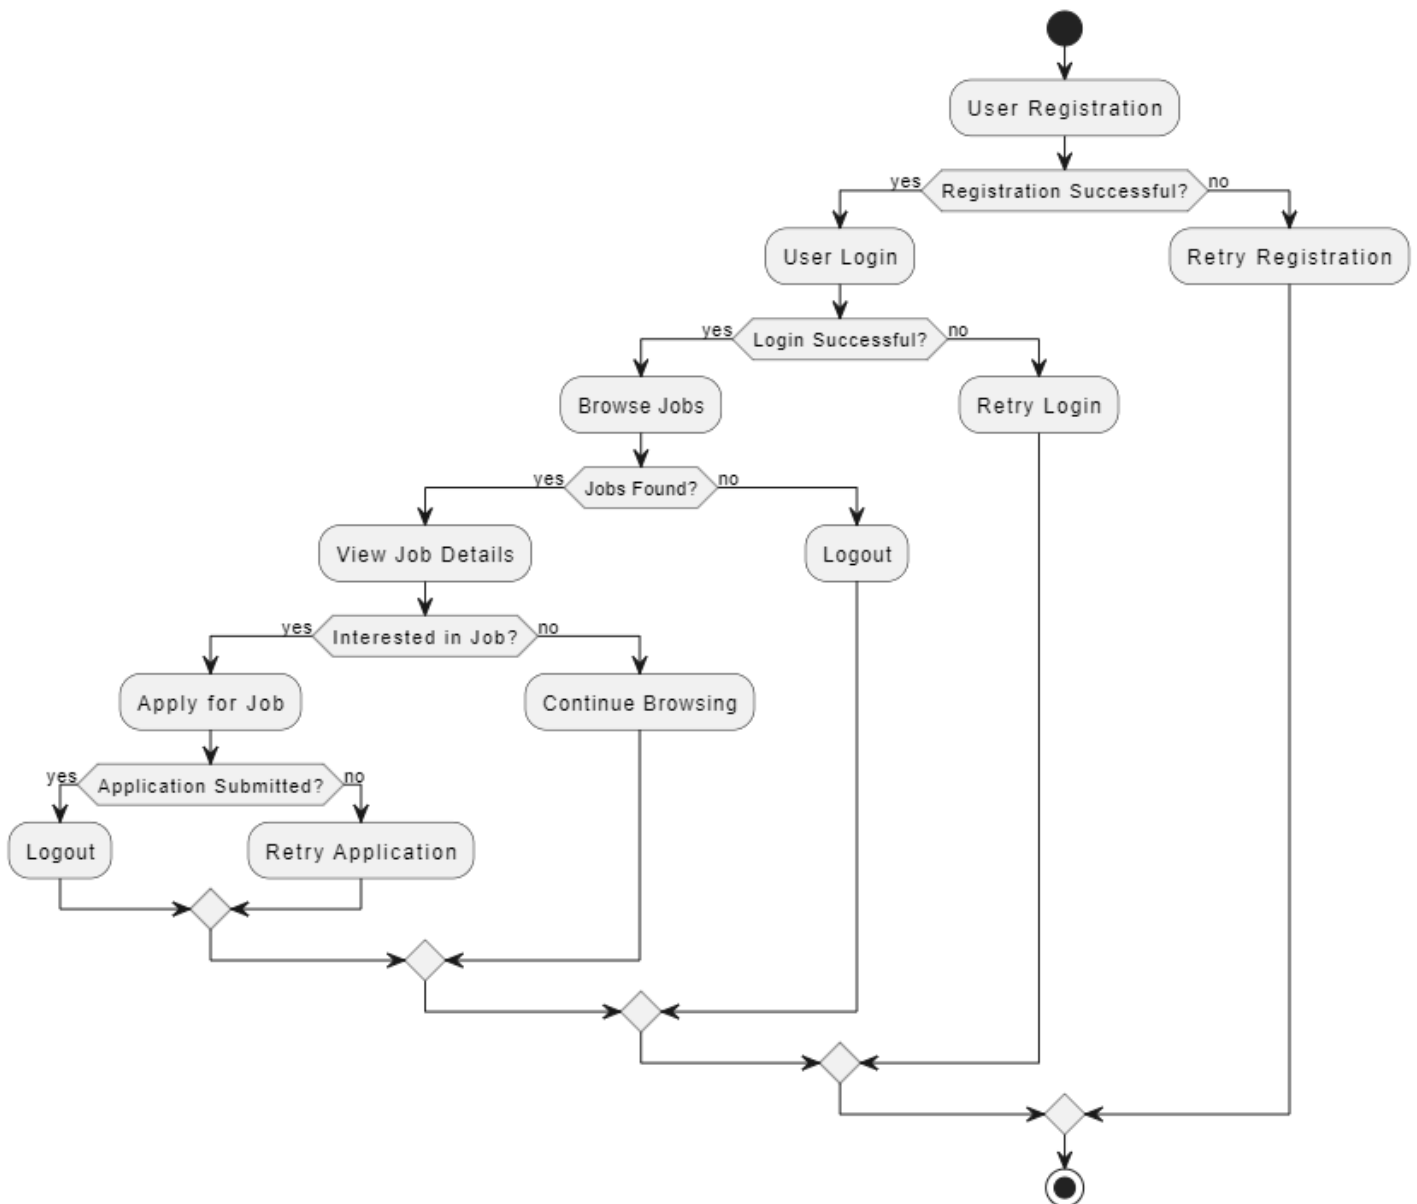 User Registration
yes
Registration Successful?
no
User Login
Retry Registration
yes
Login Successful?
no
Browse Jobs
Retry Login
yes
Jobs Found?
no
View Job Details
Logout
yes
Interested in Job?
no
Apply for Job
Continue Browsing
yes
Application Submitted?
no
Logout
Retry Application